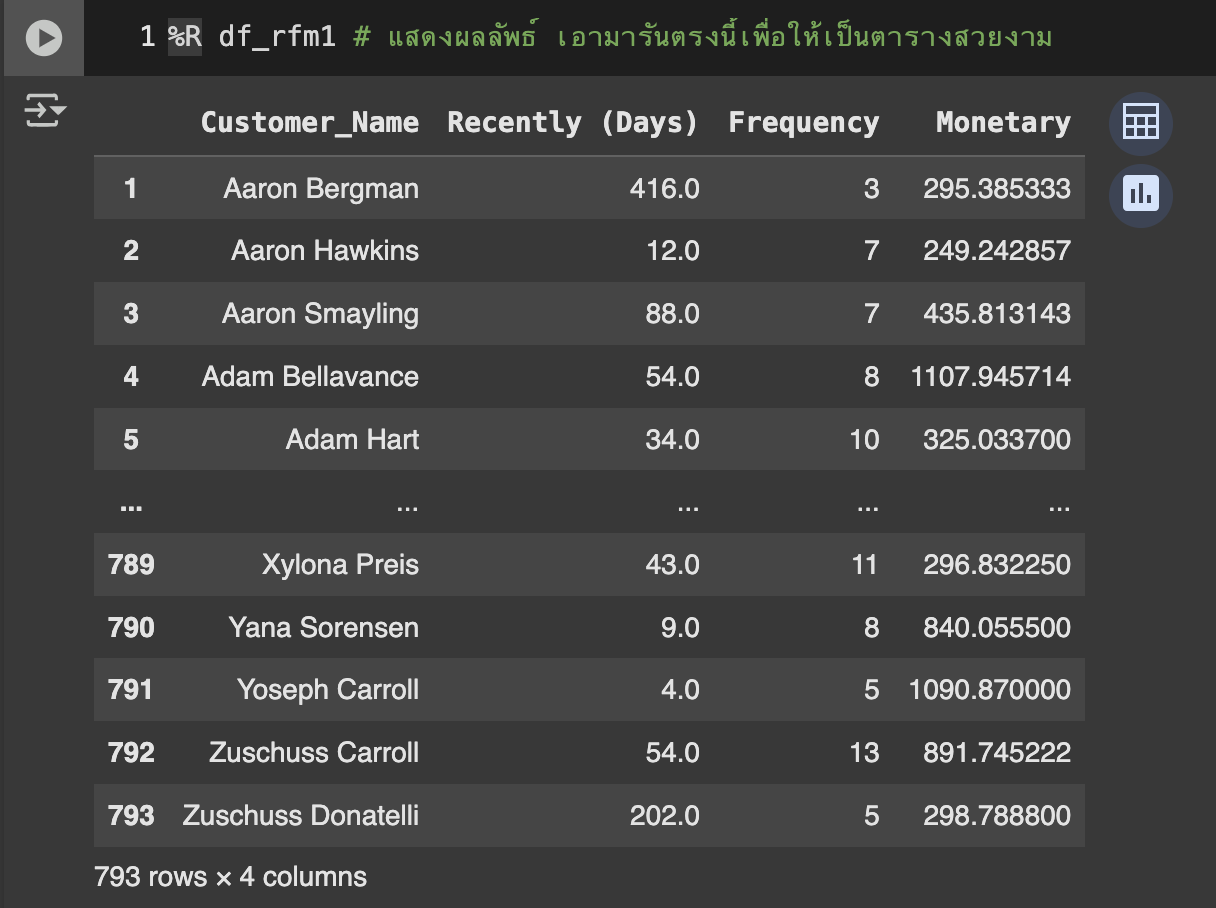 1 %R df_rfm1 # แสดงผลลัพธ์ เอามารันตรงนี้เพื่อให้เป็นตารางสวยงาม
Customer_Name Recently (Days) Frequency Monetary
1 Aaron Bergman 416.0 3 295.385333
2 Aaron Hawkins 12.0 7 249.242857
3 Aaron Smayling 88.0 7 435.813143
4 Adam Bellavance 54.0 8 1107.945714
5 Adam Hart 34.0 10 325.033700
... ... ... ... ...
789 Xylona Preis 43.0 11 296.832250
790 Yana Sorensen 9.0 8 840.055500
791 Yoseph Carroll 4.0 5 1090.870000
792 Zuschuss Carroll 54.0 13 891.745222
793 Zuschuss Donatelli 202.0 5 298.788800
793 rows × 4 columns